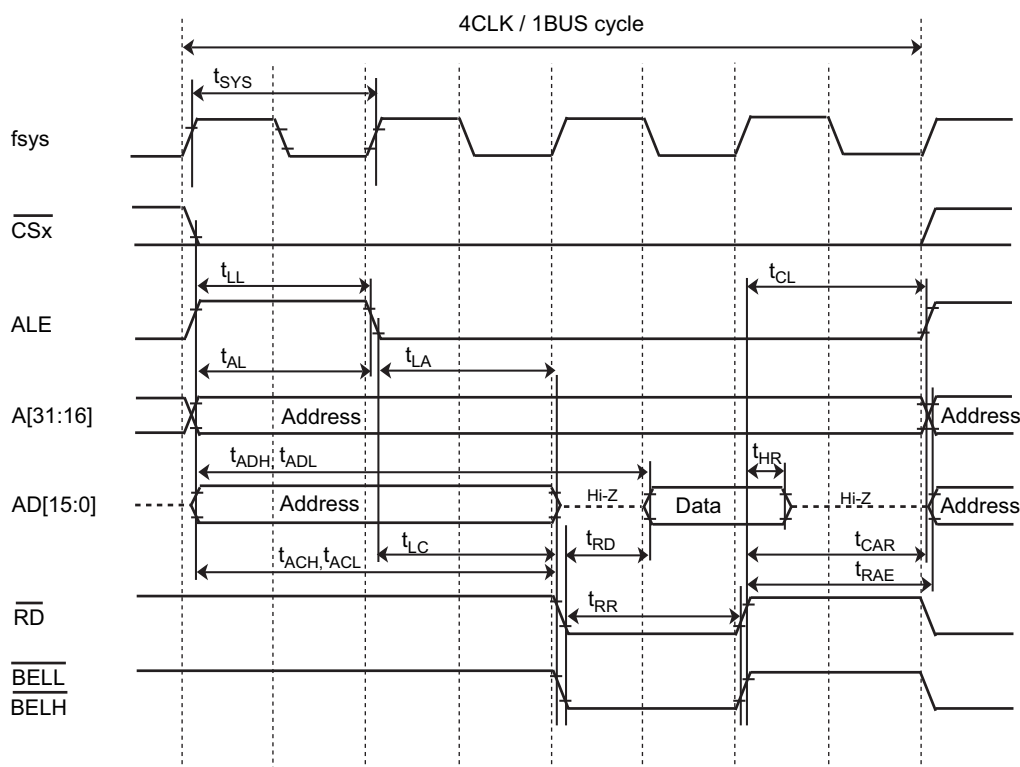 4CLK / 1BUS cycle
tSYS
fsys
CSx
tLL
tCL
ALE
tAL
tLA
A[31:16]
Address
Address
tADH, tADL
tHR
AD[15:0]
Address
Hi-Z
Data
Hi-Z
Address
tLC
tRD
tCAR
tACH,tACL
tRAE
tRR
RD
BELL
BELH